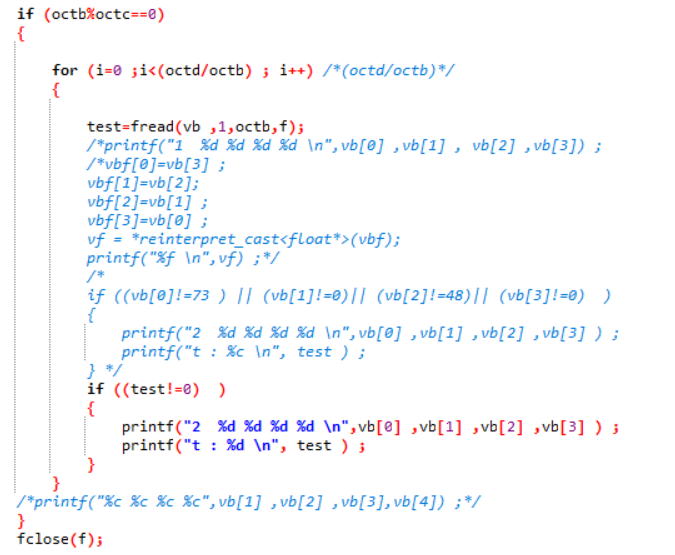 if (octb%octc==0)
{
for (i=0 ;i<(octd/octb) ; i++) /*(octd/octb)*/
{
test=fread(vb ,1,octb,f);
/*printf("1  %d %d %d %d \n",vb[0] ,vb[1] , vb[2] ,vb[3]) ;
/*vbf[0]=vb[3] ;
vbf[1]=vb[2];
vbf[2]=vb[1] ;
vbf[3]=vb[0] ;
vf = *reinterpret_cast<float*>(vbf);
printf("%f \n",vf) ;*/
/*
if ((vb[0]!=73 ) || (vb[1]!=0)|| (vb[2]!=48)|| (vb[3]!=0)  )
{
printf("2  %d %d %d %d \n",vb[0] ,vb[1] ,vb[2] ,vb[3] ) ;
printf("t : %c \n", test ) ;
} */
if ((test!=0)  )
{
printf("2  %d %d %d %d \n",vb[0] ,vb[1] ,vb[2] ,vb[3] ) ;
printf("t : %d \n", test ) ;
}
}
/*printf("%c %c %c %c",vb[1] ,vb[2] ,vb[3],vb[4]) ;*/
}
fclose(f);